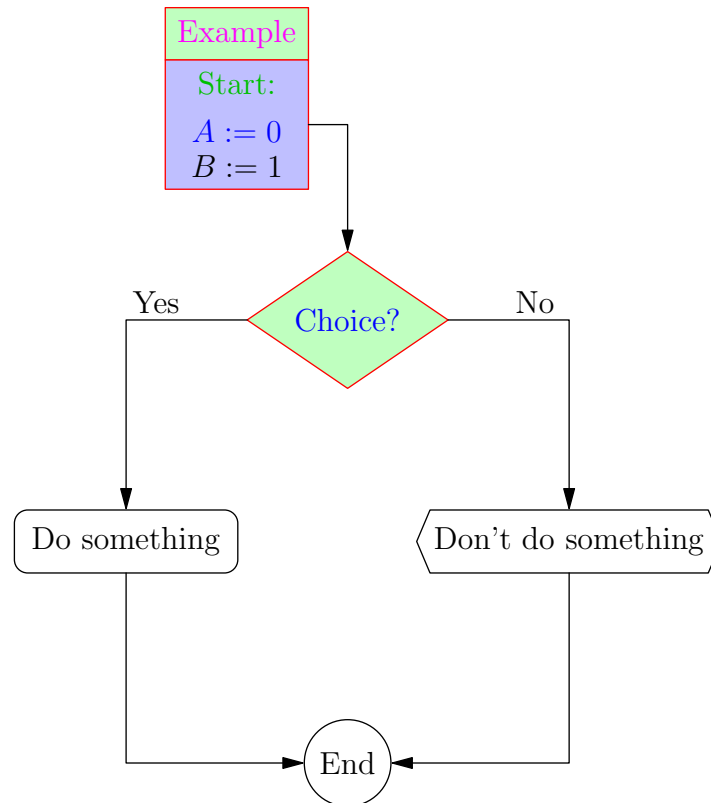 Example
Start:
A := 0
B := 1
Yes
No
Choice?
Do something
Don't do something
End